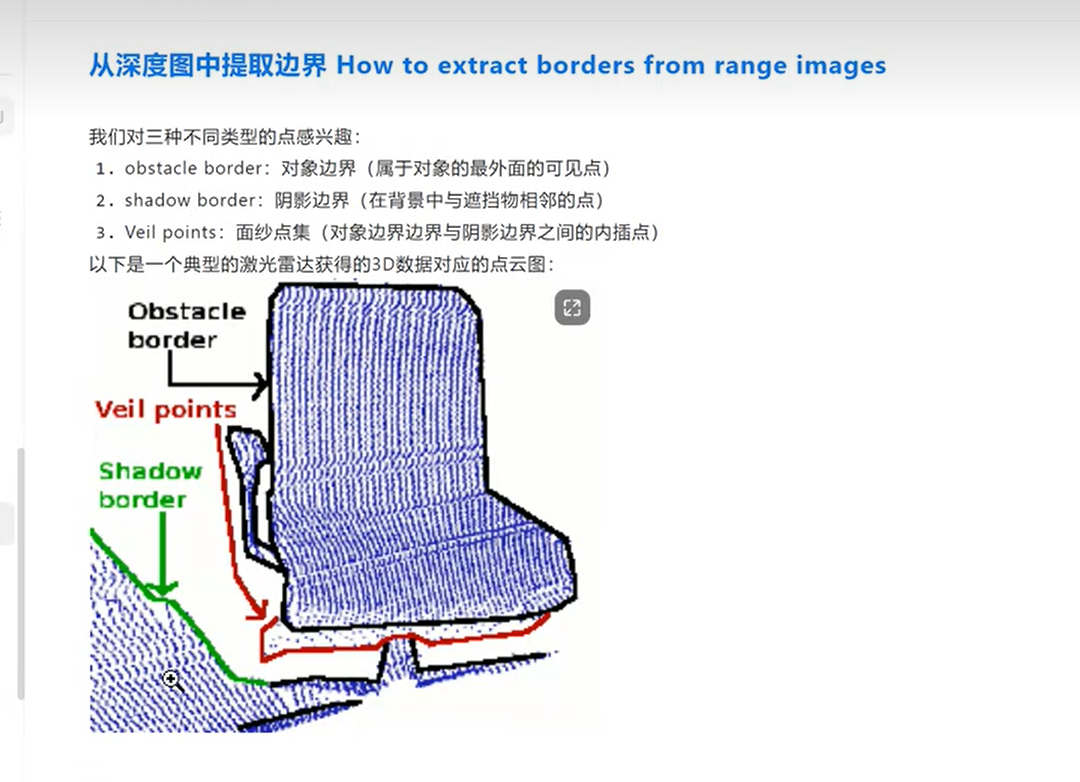 从深度图中提取边界 How to extract borders from range images
我们对三种不同类型的点感兴趣：
1. obstacle border：对象边界（属于对象的最外面的可见点）
2. shadow border：阴影边界（在背景中与遮挡物相邻的点）
3. Veil points：面纱点集（对象边界边界与阴影边界之间的内插点）
以下是一个典型的激光雷达获得的3D数据对应的点云图：
Obstacle
border
Veil points
Shadow
border